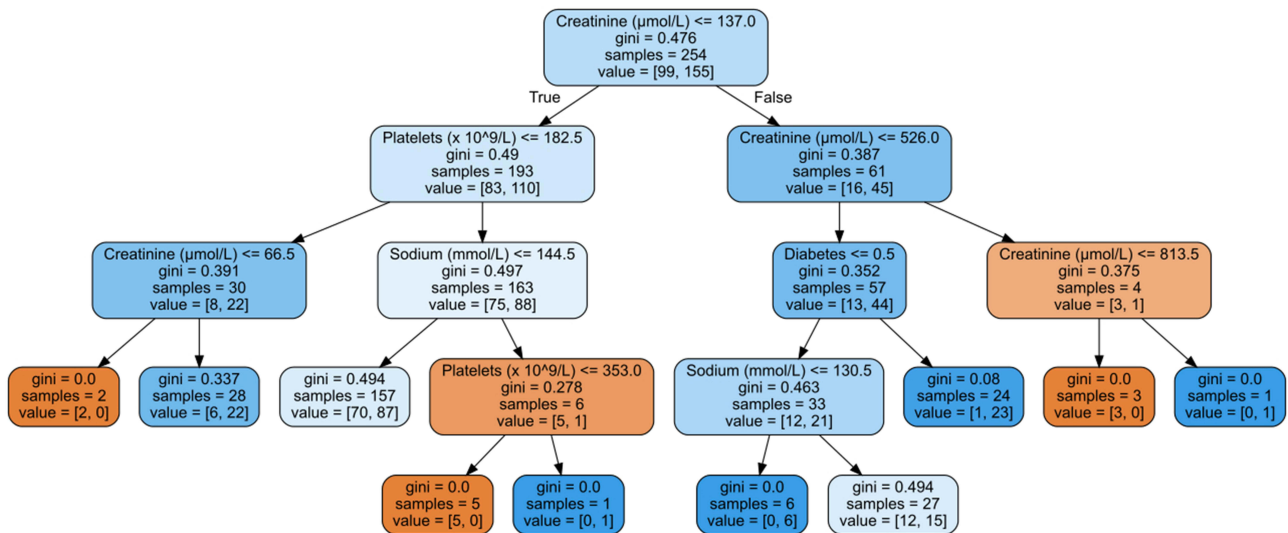 Creatinine (μmol/L) <= 137.0
gini = 0.476
samples = 254
value = [99, 155]
True
False
Platelets (x 10^9/L) <= 182.5
gini = 0.49
samples = 193
value = [83, 110]
Creatinine (μmol/L) <= 526.0
gini = 0.387
samples = 61
value = [16, 45]
Creatinine (μmol/L) <= 66.5
gini = 0.391
samples = 30
value = [8, 22]
Sodium (mmol/L) <= 144.5
gini = 0.497
samples = 163
value = [75, 88]
Diabetes <= 0.5
gini = 0.352
samples = 57
value = [13, 44]
Creatinine (μmol/L) <= 813.5
gini = 0.375
samples = 4
value = [3, 1]
gini = 0.0
samples = 2
value = [2, 0]
gini = 0.337
samples = 28
value = [6, 22]
gini = 0.494
samples = 157
value = [70, 87]
Platelets (x 10^9/L) <= 353.0
gini = 0.278
samples = 6
value = [5, 1]
Sodium (mmol/L) <= 130.5
gini = 0.463
samples = 33
value = [12, 21]
gini = 0.08
samples = 24
value = [1, 23]
gini = 0.0
samples = 3
value = [3, 0]
gini = 0.0
samples = 1
value = [0, 1]
gini = 0.0
samples = 5
value = [5, 0]
gini = 0.0
samples = 1
value = [0, 1]
gini = 0.0
samples = 6
value = [0, 6]
gini = 0.494
samples = 27
value = [12, 15]